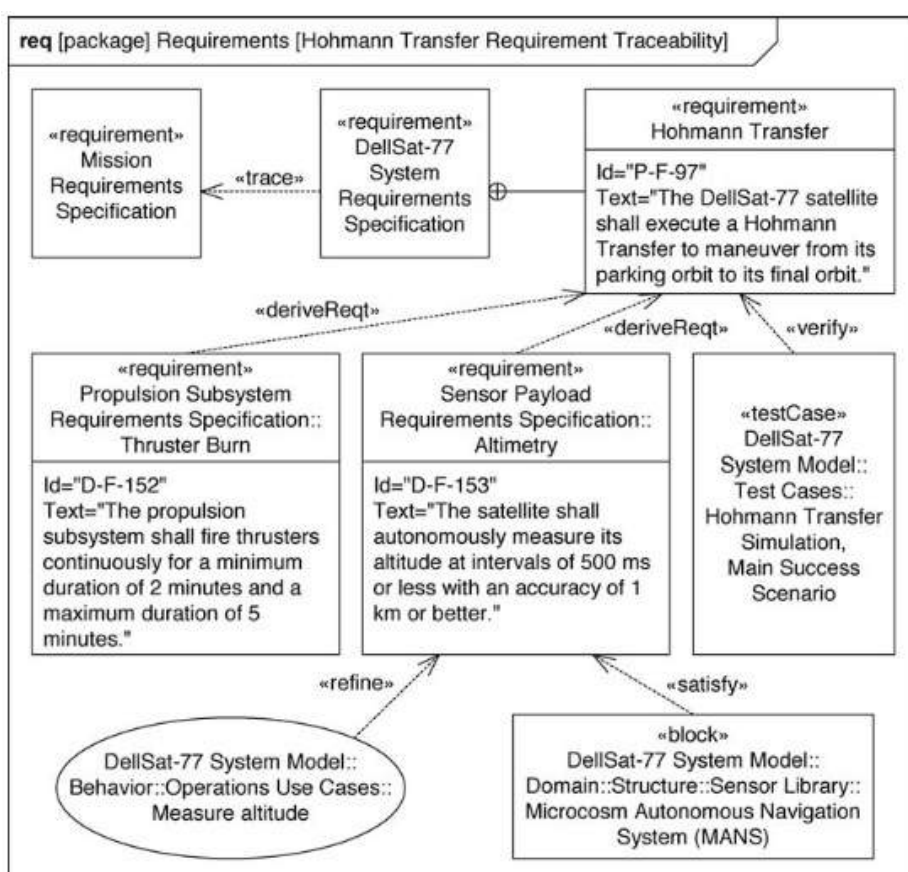 req [package] Requirements [Hohmann Transfer Requirement Traceability]
«requirement»
Mission
Requirements
Specification
«trace»
«requirement»
DellSat-77
System
Requirements
Specification
«requirement»
Hohmann Transfer
Id="P-F-97"
Text="The DellSat-77 satellite
shall execute a Hohmann
Transfer to maneuver from its
parking orbit to its final orbit."
«deriveReqt»
«deriveReqt»
«verify»
«requirement»
Propulsion Subsystem
Requirements Specification::
Thruster Burn
Id="D-F-152"
Text="The propulsion
subsystem shall fire thrusters
continuously for a minimum
duration of 2 minutes and a
maximum duration of 5
minutes."
«requirement»
Sensor Payload
Requirements Specification::
Altimetry
Id="D-F-153"
Text="The satellite shall
autonomously measure its
altitude at intervals of 500 ms
or less with an accuracy of 1
km or better."
«testCase»
DellSat-77
System Model::
Test Cases::
Hohmann Transfer
Simulation,
Main Success
Scenario
«refine»
«satisfy»
DellSat-77 System Model::
Behavior::Operations Use Cases::
Measure altitude
«block»
DellSat-77 System Model::
Domain::Structure::Sensor Library::
Microcosm Autonomous Navigation
System (MANS)